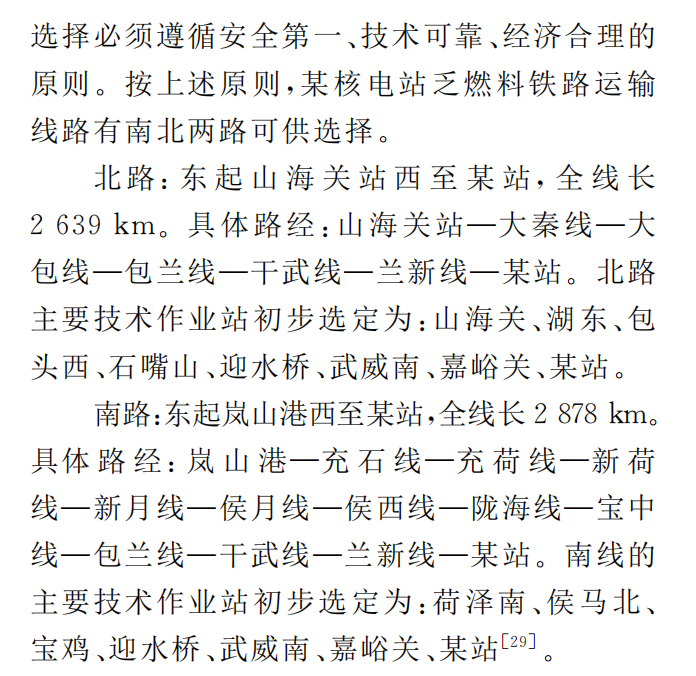 选择必须遵循安全第一、技术可靠、经济合理的
原则。按上述原则,某核电站乏燃料铁路运输
线路有南北两路可供选择。
北路:东起山海关站西至某站,全线长
2 639 km。具体路经:山海关站—大秦线—大
包线—包兰线—干武线—兰新线—某站。北路
主要技术作业站初步选定为:山海关、湖东、包
头西、石嘴山、迎水桥、武威南、嘉峪关、某站。
南路:东起岚山港西至某站,全线长 2 878 km。
具体路经:岚山港—充石线—充荷线—新荷
线—新月线—侯月线—侯西线—陇海线—宝中
线—包兰线—干武线—兰新线—某站。南线的
主要技术作业站初步选定为:荷泽南、侯马北、
宝鸡、迎水桥、武威南、嘉峪关、某站[29]。